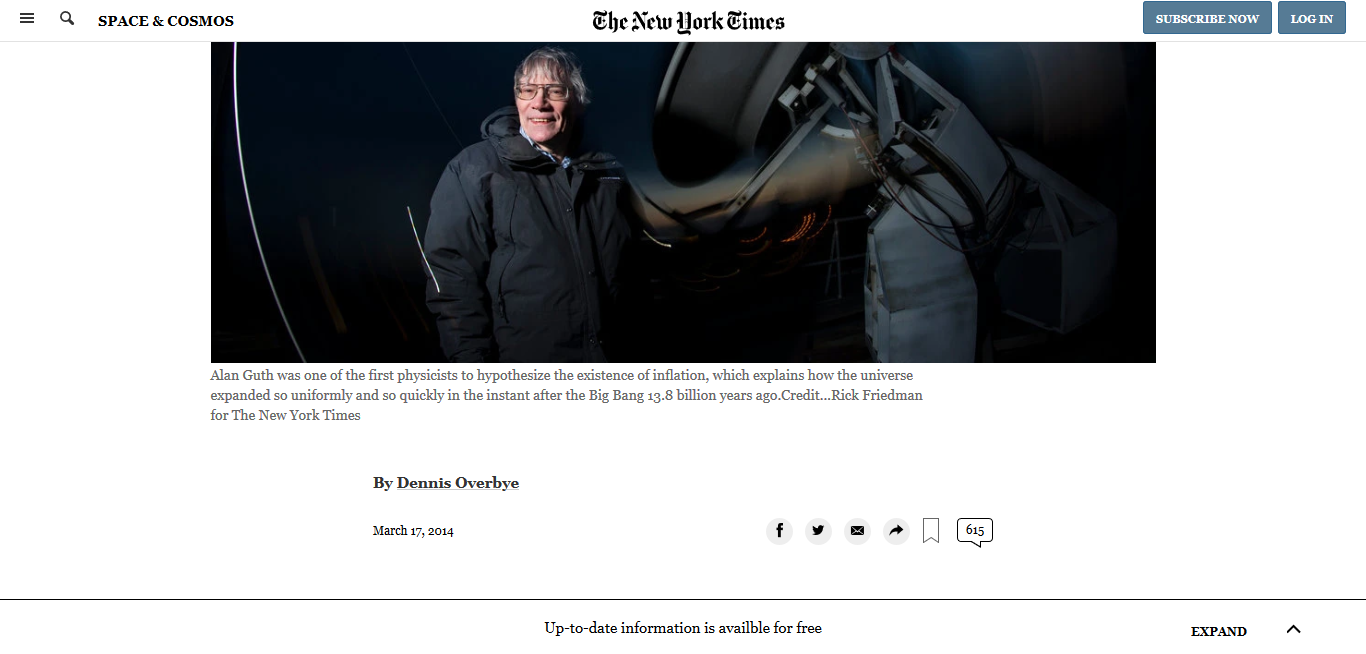 SPACE & COSMOS
The New York Times
SUBSCRIBE NOW
LOG IN
Alan Guth was one of the first physicists to hypothesize the existence of inflation, which explains how the universe
expanded so uniformly and so quickly in the instant after the Big Bang 13.8 billion years ago.Credit...Rick Friedman
for The New York Times
By Dennis Overbye
March 17, 2014
615
Up-to-date information is availble for free
EXPAND